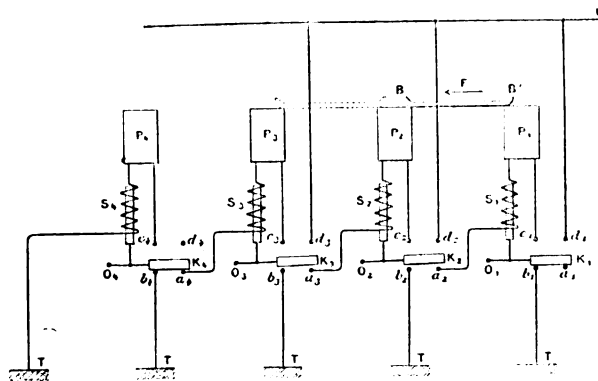 B F B'
P4 P3 P2 P1
S4 S3 S2 S1
c4 d4 c3 d3 c2 d2 c1 d1
O4 K4 O3 K3 O2 K2 O1 K1
b4 a4 b3 a3 b2 a2 b1 a1
T T T T T